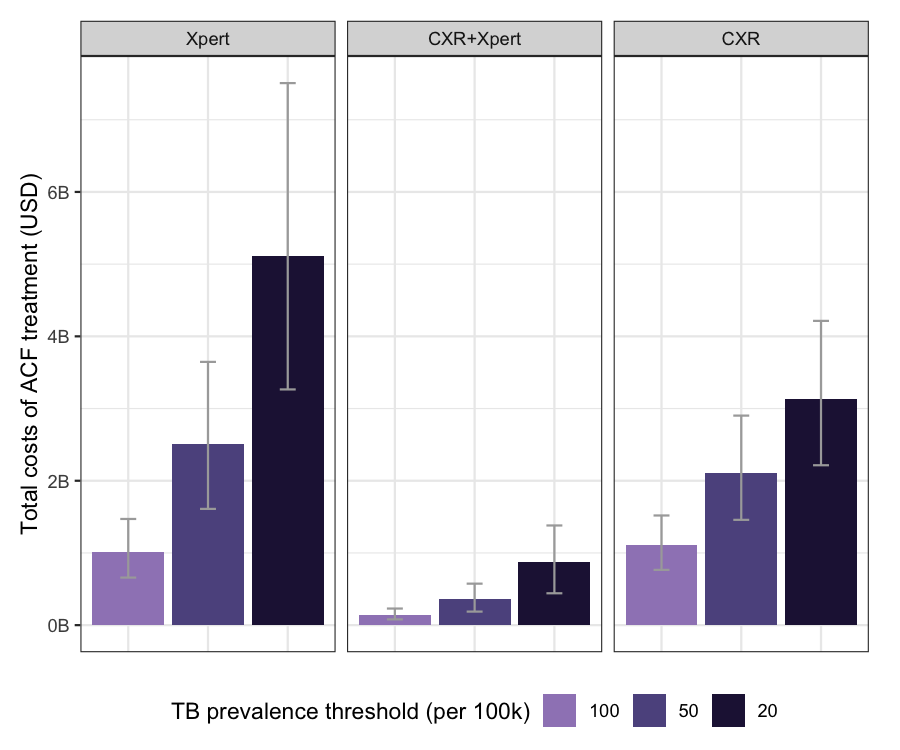 Xpert CXR+Xpert CXR
Total costs of ACF treatment (USD)
6B
4B
2B
0B
TB prevalence threshold (per 100k) 100 50 20